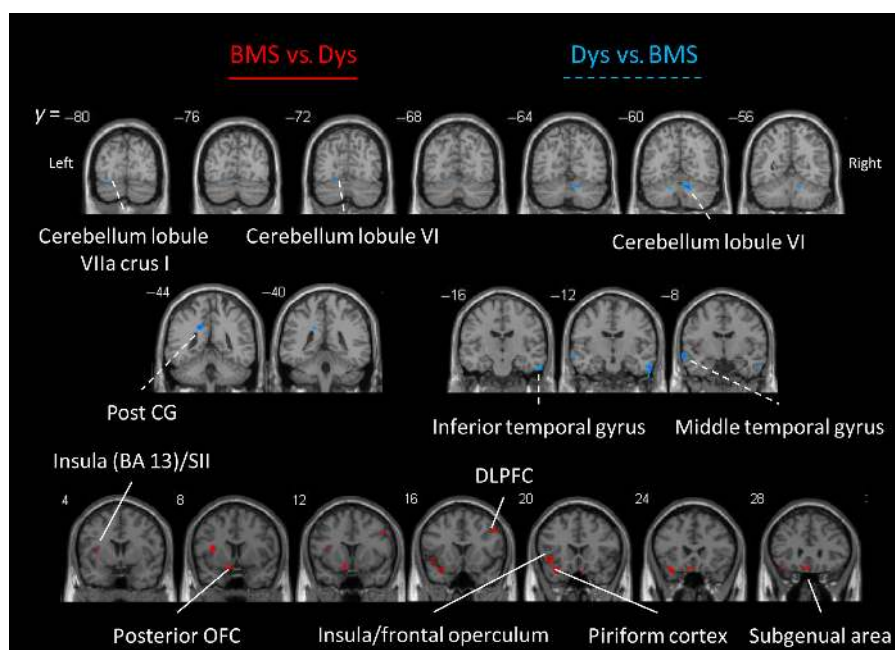 BMS vs. Dys
Dys vs. BMS
y = −80 −76 −72 −68 −64 −60 −56
Left
Right
Cerebellum lobule
VIIa crus I
Cerebellum lobule VI
Cerebellum lobule VI
−44 −40 −16 −12 −8
Post CG
Inferior temporal gyrus
Middle temporal gyrus
Insula (BA 13)/SII
DLPFC
4 8 12 16 20 24 28
Posterior OFC
Insula/frontal operculum
Piriform cortex
Subgenual area